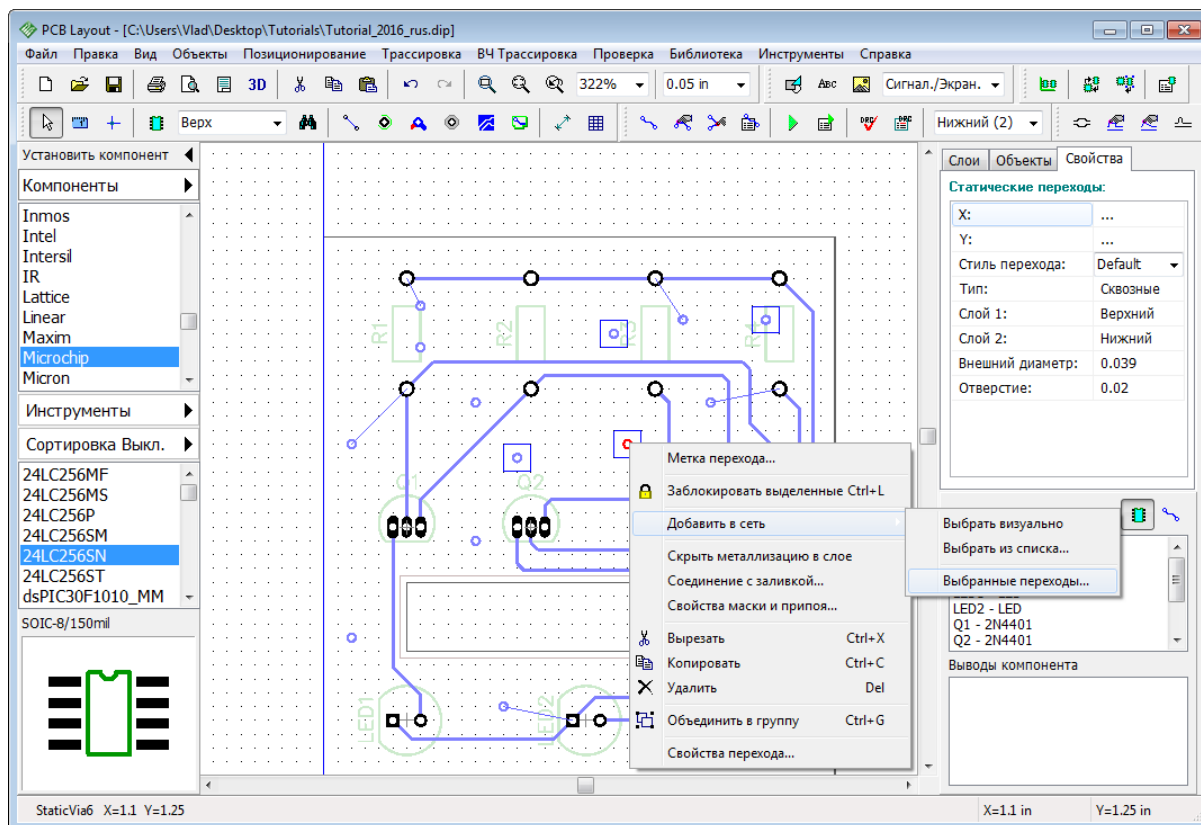 PCB Layout - [C:\Users\Vlad\Desktop\Tutorials\Tutorial_2016_rus.dip]
Файл Правка Вид Объекты Позиционирование Трассировка ВЧ Трассировка Проверка Библиотека Инструменты Справка
3D 322% 0.05 in ABC Сигнал./Экран.
Верх DRC DRC Нижний (2)
Установить компонент
Компоненты
Inmos
Intel
Intersil
IR
Lattice
Linear
Maxim
Microchip
Micron
Инструменты
Сортировка Выкл.
24LC256MF
24LC256MS
24LC256P
24LC256SM
24LC256SN
24LC256ST
dsPIC30F1010_MM
SOIC-8/150mil
R1
R2
R3
R4
Q1
Q2
LED1
LED2
Метка перехода...
Заблокировать выделенные Ctrl+L
Добавить в сеть
Скрыть металлизацию в слое
Соединение с заливкой...
Свойства маски и припоя...
Вырезать Ctrl+X
Копировать Ctrl+C
Удалить Del
Объединить в группу Ctrl+G
Свойства перехода...
Выбрать визуально
Выбрать из списка...
Выбранные переходы...
Слои Объекты Свойства
Статические переходы:
X: ...
Y: ...
Стиль перехода: Default
Тип: Сквозные
Слой 1: Верхний
Слой 2: Нижний
Внешний диаметр: 0.039
Отверстие: 0.02
LED2 - LED
Q1 - 2N4401
Q2 - 2N4401
Выводы компонента
StaticVia6 X=1.1 Y=1.25
X=1.1 in Y=1.25 in